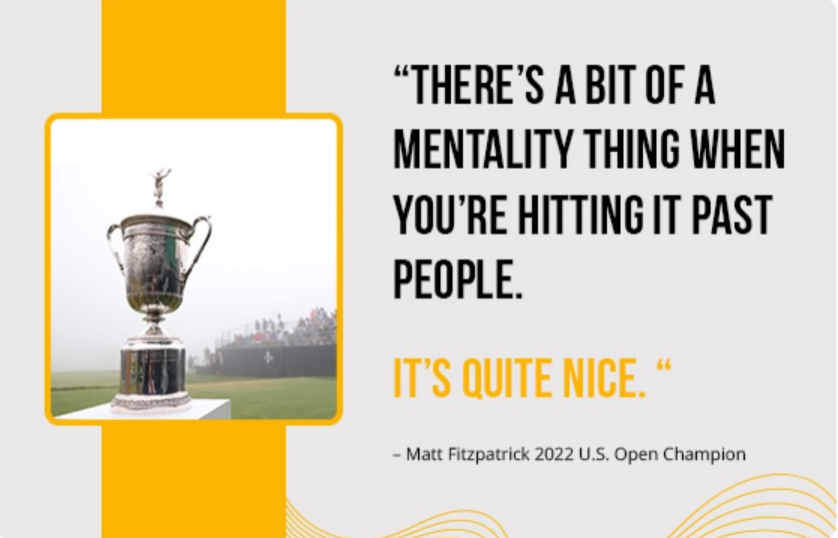 “THERE’S A BIT OF A
MENTALITY THING WHEN
YOU’RE HITTING IT PAST
PEOPLE.
IT’S QUITE NICE. “
– Matt Fitzpatrick 2022 U.S. Open Champion